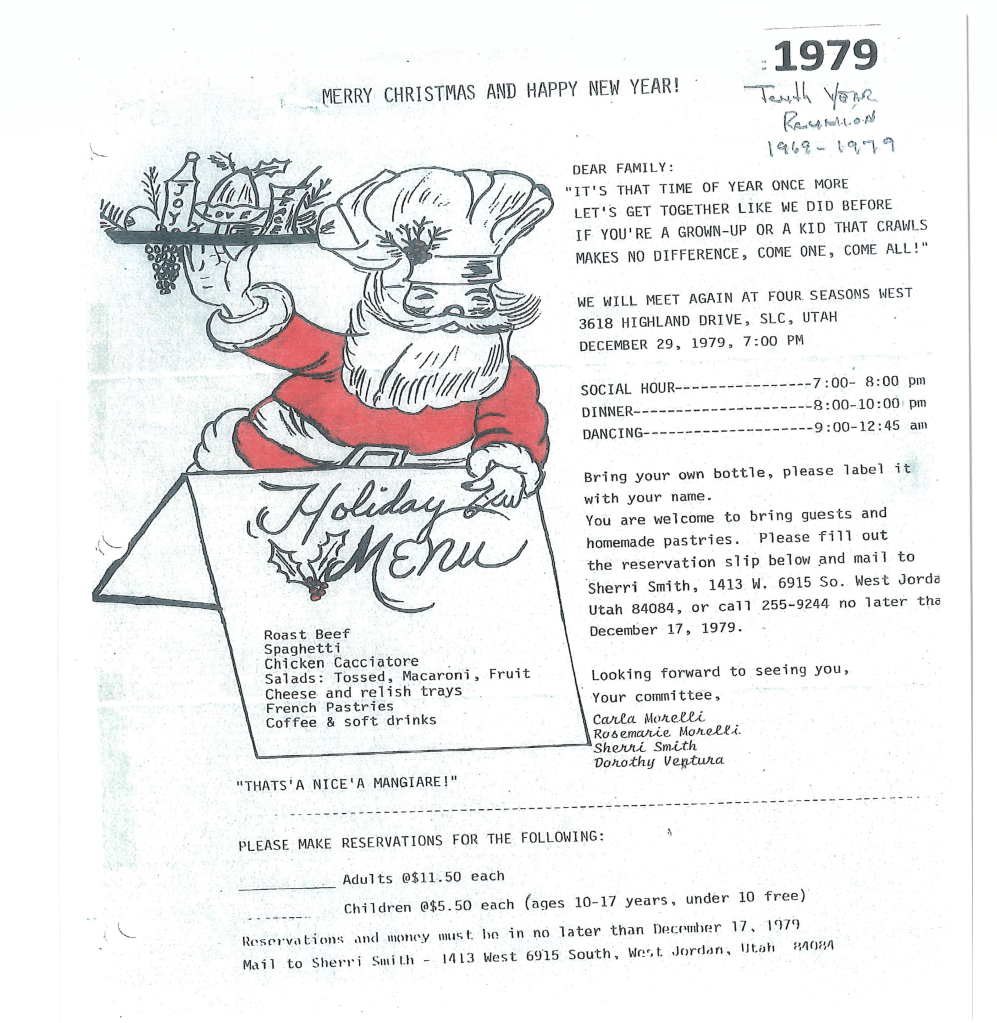 1979
Tenth Year
Reunion
1969-1979
MERRY CHRISTMAS AND HAPPY NEW YEAR!
JOY
LOVE
DEAR FAMILY:
"IT'S THAT TIME OF YEAR ONCE MORE
LET'S GET TOGETHER LIKE WE DID BEFORE
IF YOU'RE A GROWN-UP OR A KID THAT CRAWLS
MAKES NO DIFFERENCE, COME ONE, COME ALL!"
WE WILL MEET AGAIN AT FOUR SEASONS WEST
3618 HIGHLAND DRIVE, SLC, UTAH
DECEMBER 29, 1979, 7:00 PM
SOCIAL HOUR----------------7:00- 8:00 pm
DINNER---------------------8:00-10:00 pm
DANCING--------------------9:00-12:45 am
Bring your own bottle, please label it
with your name.
You are welcome to bring guests and
homemade pastries. Please fill out
the reservation slip below and mail to
Sherri Smith, 1413 W. 6915 So. West Jorda
Utah 84084, or call 255-9244 no later tha
December 17, 1979.
Looking forward to seeing you,
Your committee,
Carla Morelli
Rosemarie Morelli
Sherri Smith
Dorothy Ventura
Holiday
Menu
Roast Beef
Spaghetti
Chicken Cacciatore
Salads: Tossed, Macaroni, Fruit
Cheese and relish trays
French Pastries
Coffee & soft drinks
"THATS'A NICE'A MANGIARE!"
PLEASE MAKE RESERVATIONS FOR THE FOLLOWING:
Adults @$11.50 each
Children @$5.50 each (ages 10-17 years, under 10 free)
Reservations and money must be in no later than December 17, 1979
Mail to Sherri Smith - 1413 West 6915 South, West Jordan, Utah 84084